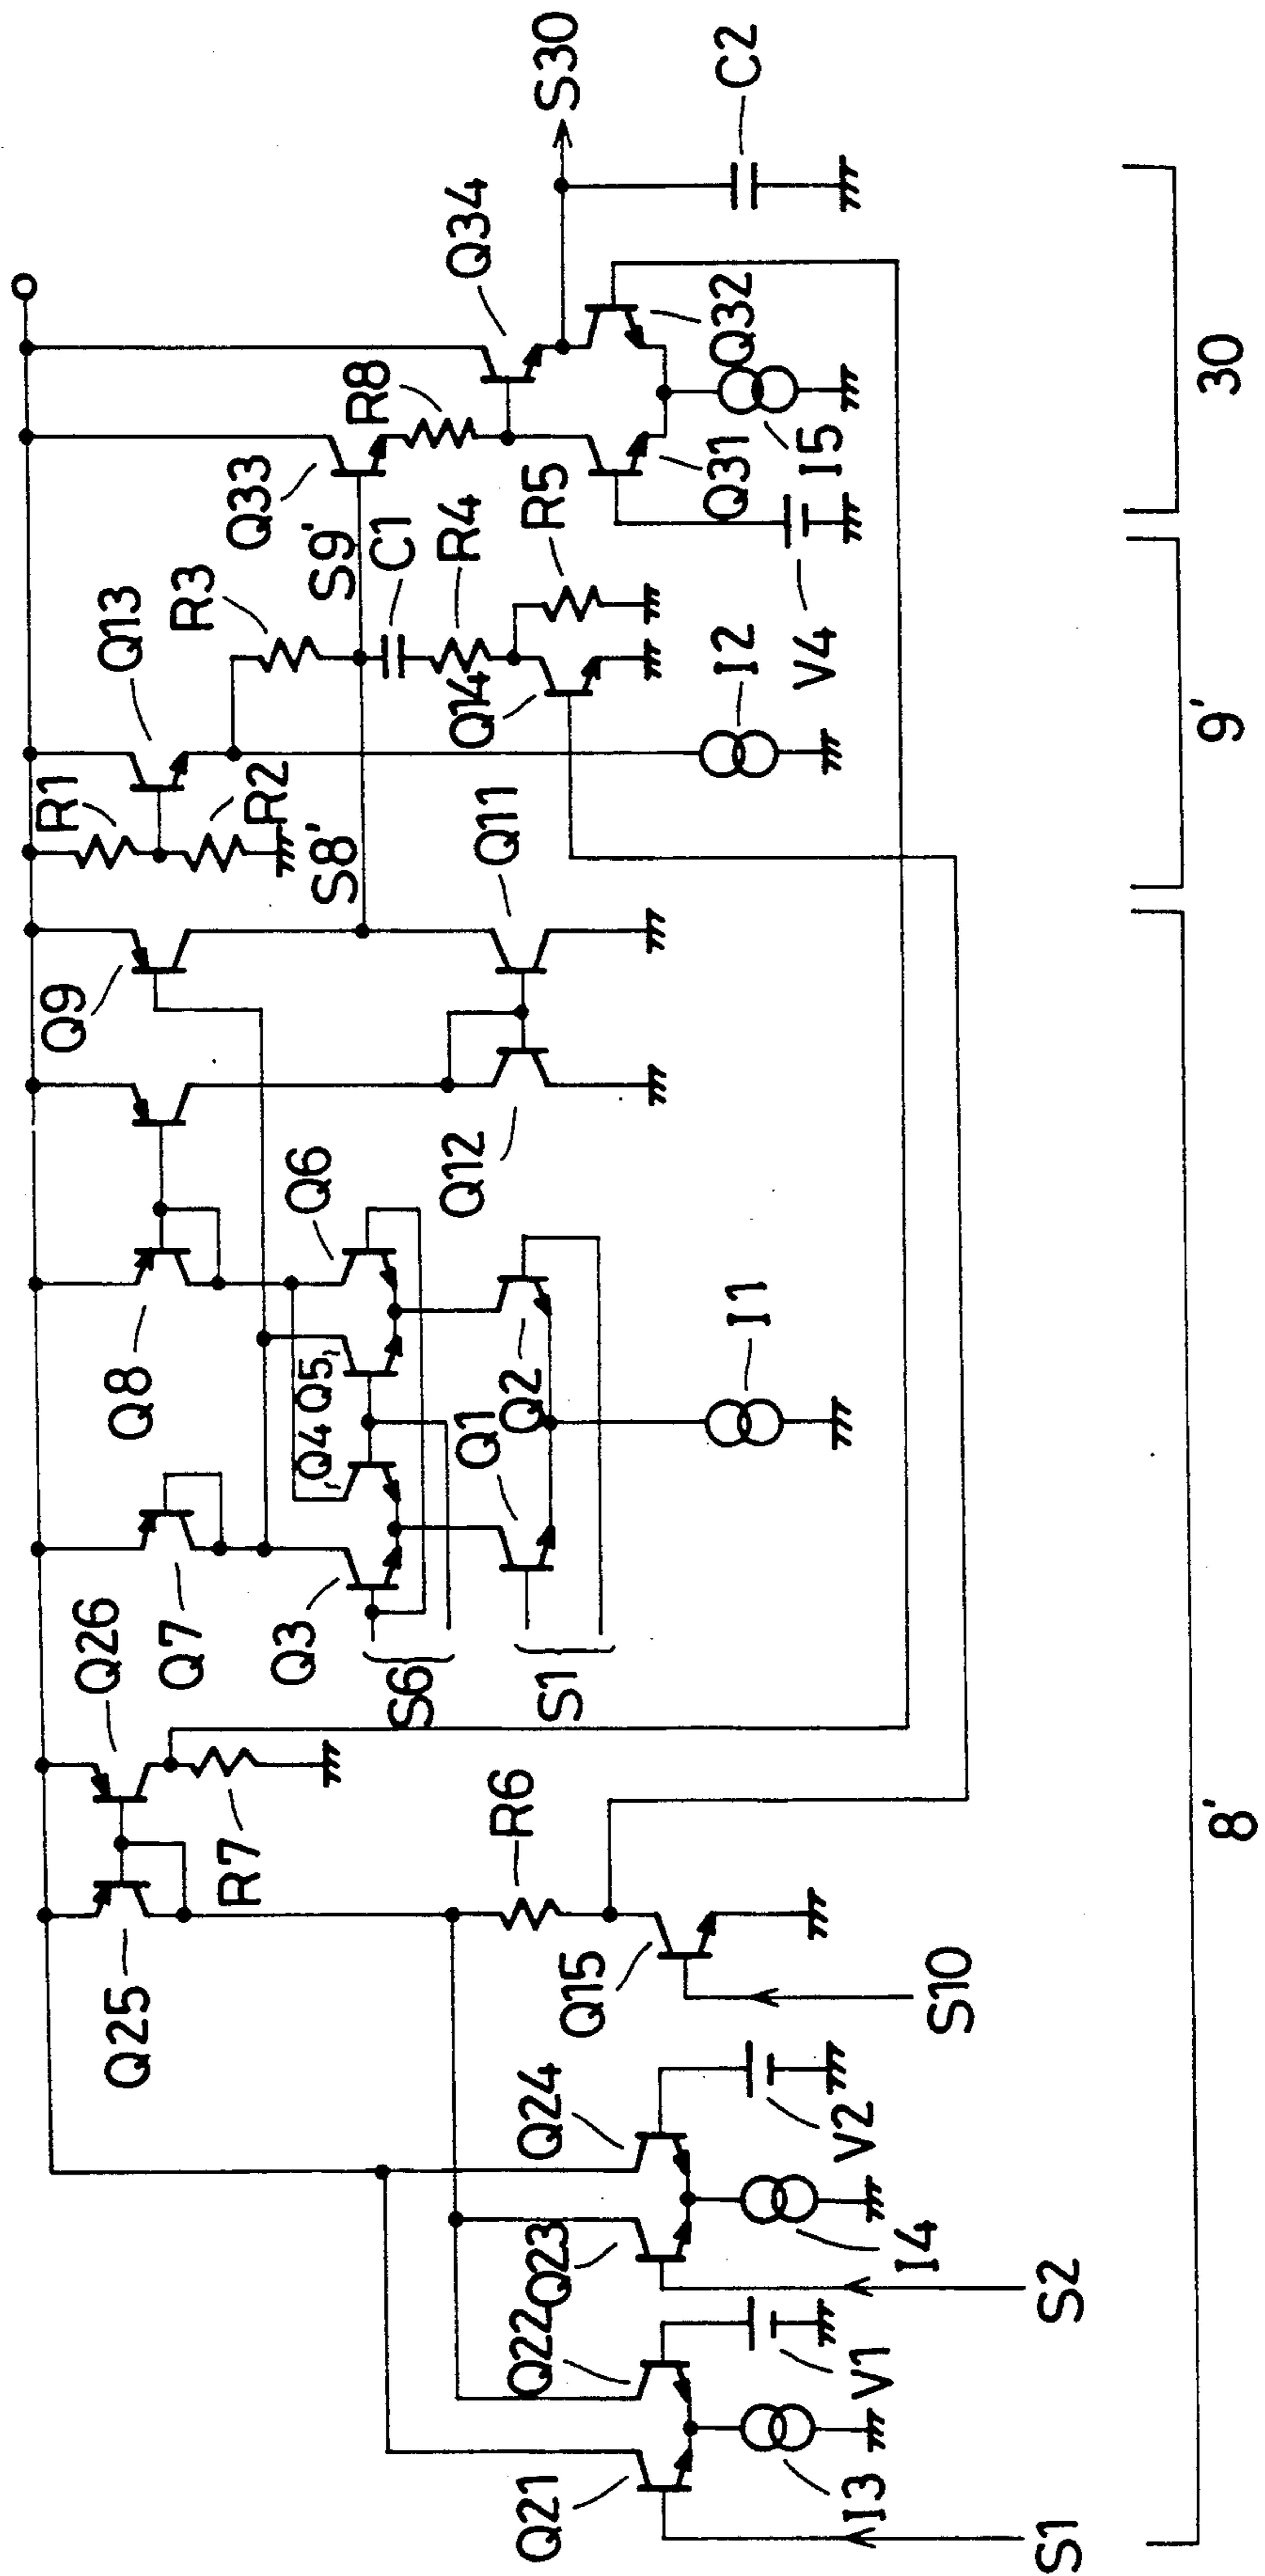 S30
C2
Q34
Q33
R8
Q32
Q31
I5
V4
S9'
C1
R4
R5
Q13
R3
Q14
I2
R1
R2
S8'
Q11
Q9
Q12
Q6
Q8
Q5
Q4
Q2
Q1
I1
Q7
Q3
S6
S1
Q26
Q25
R7
R6
Q15
S10
Q24
V2
Q23
I4
S2
Q22
V1
Q21
I3
S1
30
9'
8'